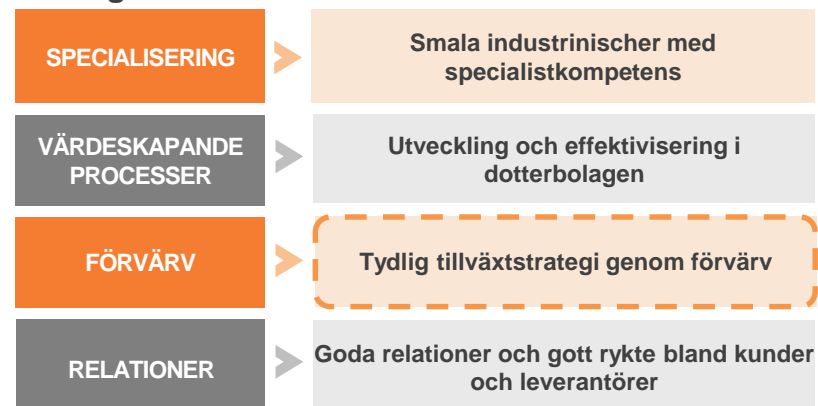 SPECIALISERING
Smala industrinischer med
specialistkompetens
VÄRDESKAPANDE
PROCESSER
Utveckling och effektivisering i
dotterbolagen
FÖRVÄRV
Tydlig tillväxtstrategi genom förvärv
RELATIONER
Goda relationer och gott rykte bland kunder
och leverantörer